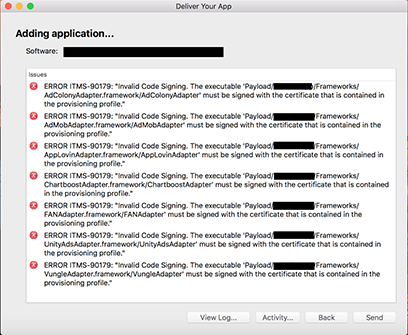 Deliver Your App
Adding application...
Software:
Issues
ERROR ITMS-90179: "Invalid Code Signing. The executable 'Payload/ /Frameworks/
AdColonyAdapter.framework/AdColonyAdapter' must be signed with the certificate that is contained in
the provisioning profile."
ERROR ITMS-90179: "Invalid Code Signing. The executable 'Payload/ /Frameworks/
AdMobAdapter.framework/AdMobAdapter' must be signed with the certificate that is contained in
the provisioning profile."
ERROR ITMS-90179: "Invalid Code Signing. The executable 'Payload/ /Frameworks/
AppLovinAdapter.framework/AppLovinAdapter' must be signed with the certificate that is contained in
the provisioning profile."
ERROR ITMS-90179: "Invalid Code Signing. The executable 'Payload/ /Frameworks/
ChartboostAdapter.framework/ChartboostAdapter' must be signed with the certificate that is contained
in the provisioning profile."
ERROR ITMS-90179: "Invalid Code Signing. The executable 'Payload/ /Frameworks/
FANAdapter.framework/FANAdapter' must be signed with the certificate that is contained in the
provisioning profile."
ERROR ITMS-90179: "Invalid Code Signing. The executable 'Payload/ /Frameworks/
UnityAdsAdapter.framework/UnityAdsAdapter' must be signed with the certificate that is contained in
the provisioning profile."
ERROR ITMS-90179: "Invalid Code Signing. The executable 'Payload/ /Frameworks/
VungleAdapter.framework/VungleAdapter' must be signed with the certificate that is contained in
the provisioning profile."
View Log... Activity... Back Send